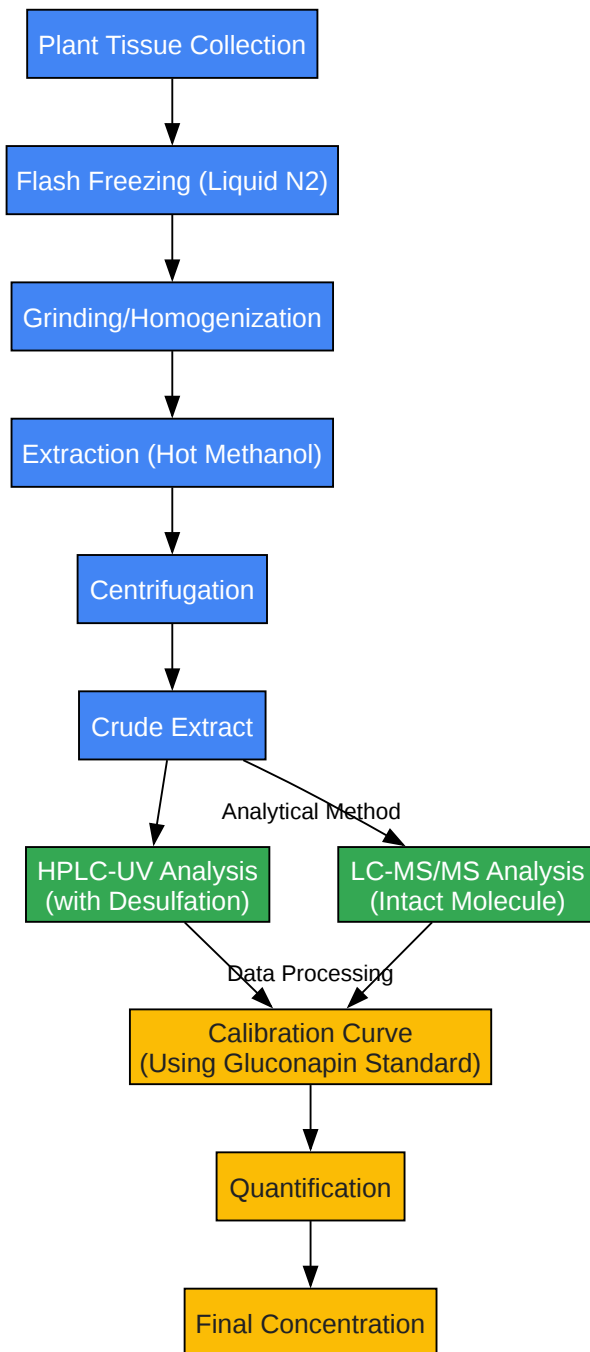 Plant Tissue Collection
Flash Freezing (Liquid N2)
Grinding/Homogenization
Extraction (Hot Methanol)
Centrifugation
Crude Extract
Analytical Method
HPLC-UV Analysis
(with Desulfation)
LC-MS/MS Analysis
(Intact Molecule)
Data Processing
Calibration Curve
(Using Gluconapin Standard)
Quantification
Final Concentration